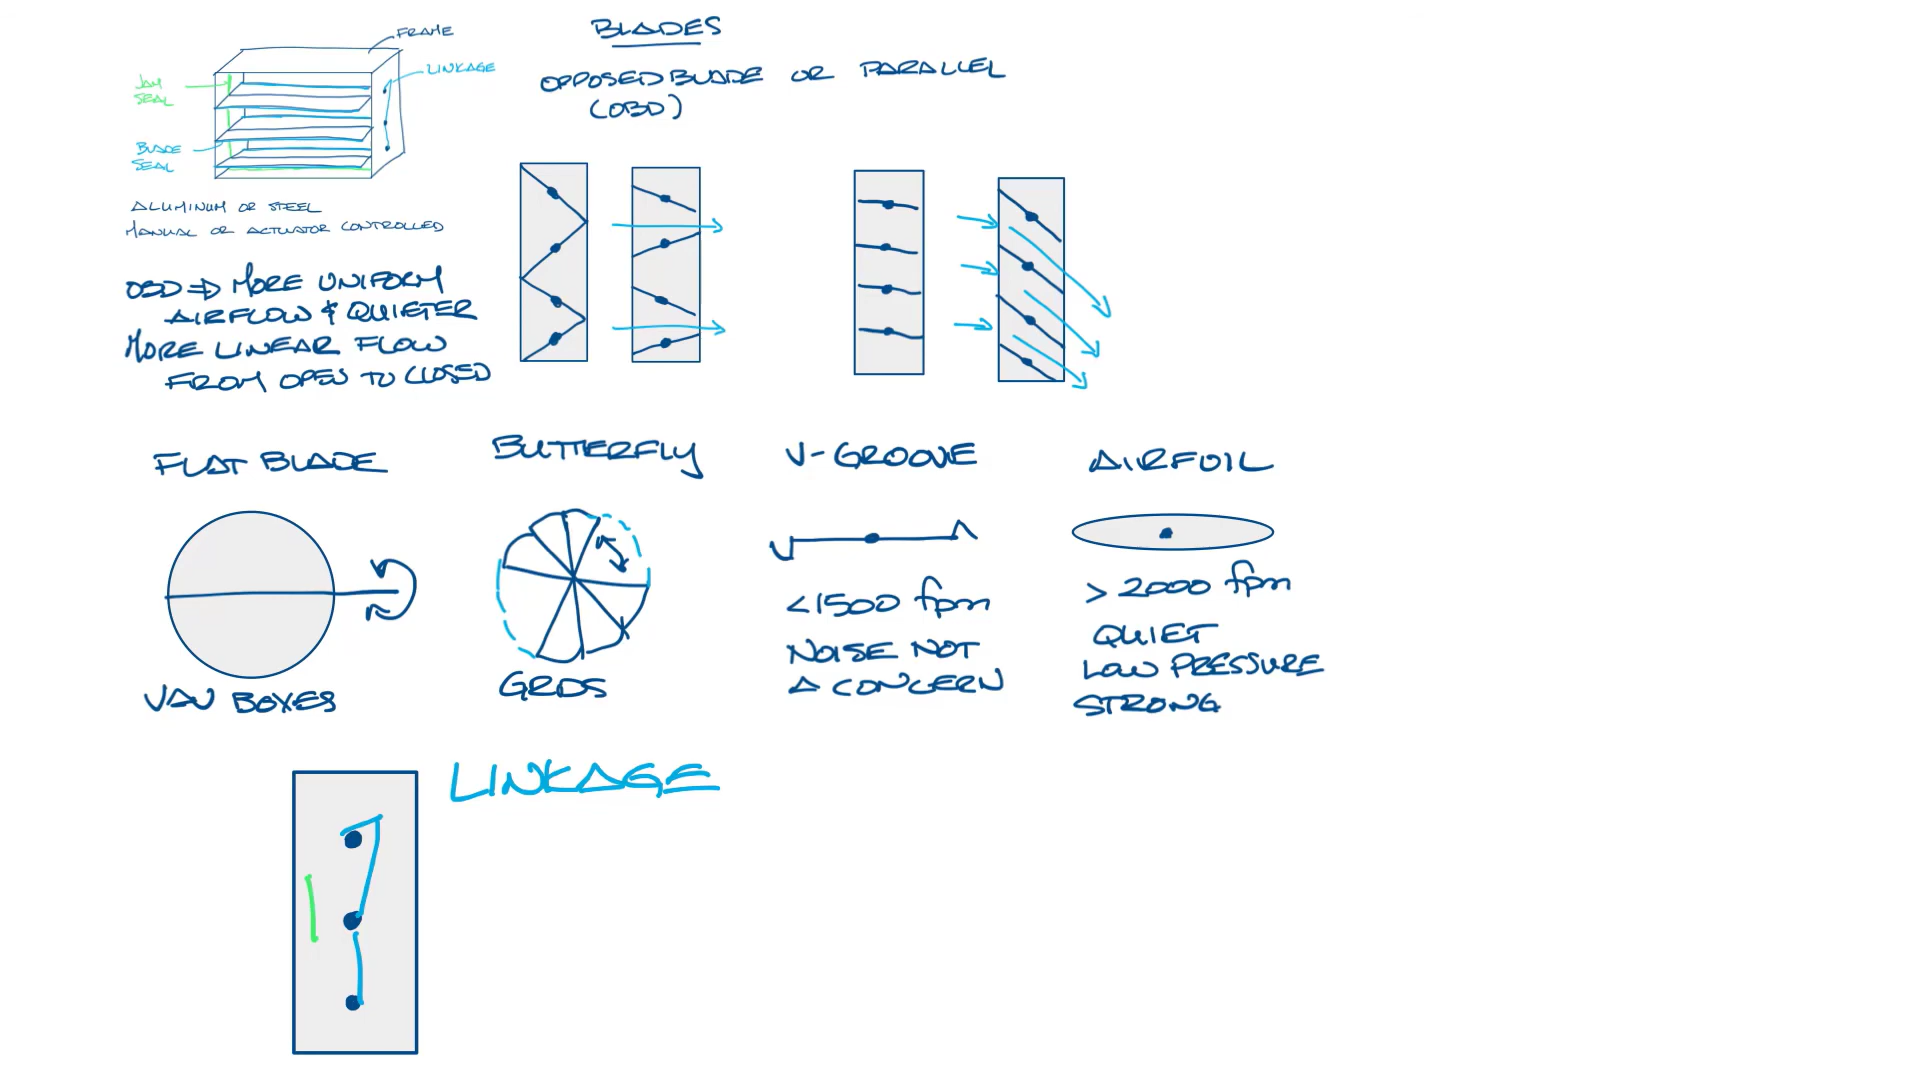 FRAME
LINKAGE
JAM
SEAL
BLADE
SEAL
ALUMINUM OR STEEL
MANUAL OR ACTUATOR CONTROLLED
OBD ⇒ MORE UNIFORM
AIRFLOW & QUIETER
MORE LINEAR FLOW
FROM OPEN TO CLOSED
BLADES
OPPOSED BLADE OR PARALLEL
(OBD)
FLAT BLADE
VAV BOXES
BUTTERFLY
GRDS
V-GROOVE
<1500 fpm
NOISE NOT
A CONCERN
AIRFOIL
>2000 fpm
QUIET
LOW PRESSURE
STRONG
LINKAGE